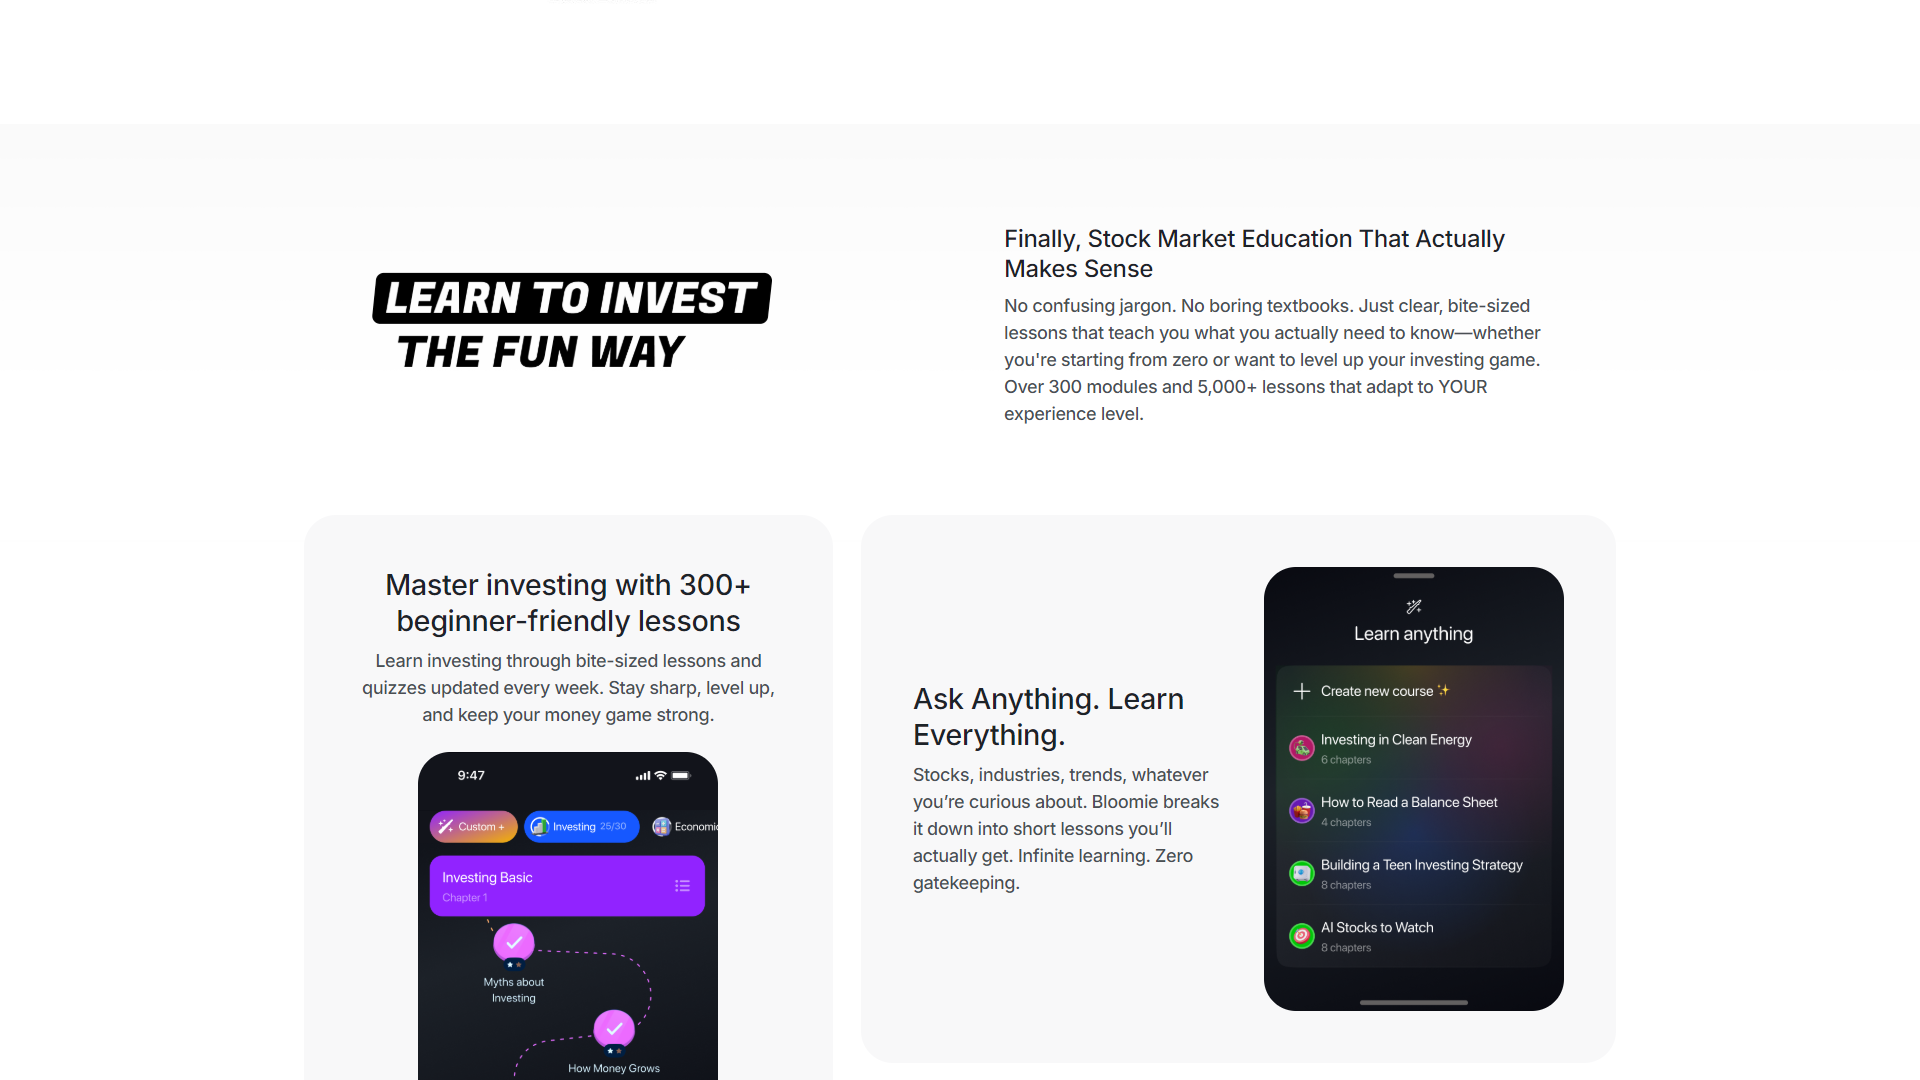 LEARN TO INVEST
THE FUN WAY
Finally, Stock Market Education That Actually
Makes Sense
No confusing jargon. No boring textbooks. Just clear, bite-sized
lessons that teach you what you actually need to know—whether
you're starting from zero or want to level up your investing game.
Over 300 modules and 5,000+ lessons that adapt to YOUR
experience level.
Master investing with 300+
beginner-friendly lessons
Learn investing through bite-sized lessons and
quizzes updated every week. Stay sharp, level up,
and keep your money game strong.
9:47
Custom +
Investing 25/30
Economic
Investing Basic
Chapter 1
Myths about
Investing
How Money Grows
Ask Anything. Learn
Everything.
Stocks, industries, trends, whatever
you’re curious about. Bloomie breaks
it down into short lessons you’ll
actually get. Infinite learning. Zero
gatekeeping.
Learn anything
Create new course
Investing in Clean Energy
6 chapters
How to Read a Balance Sheet
4 chapters
Building a Teen Investing Strategy
8 chapters
AI Stocks to Watch
8 chapters